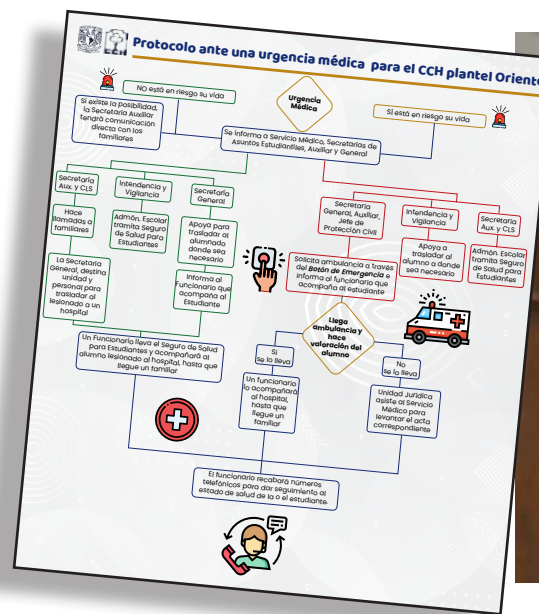 Protocolo ante una urgencia médica para el CCH plantel Oriente
NO está en riesgo su vida
Urgencia
Médica
Sí está en riesgo su vida
Si existe la posibilidad,
la Secretaría Auxiliar
tendrá comunicación
directa con los
familiares
Se informa a Servicio Médico, Secretarías de
Asuntos Estudiantiles, Auxiliar y General
Secretaría
Aux. y CLS
Intendencia y
Vigilancia
Secretaría
General
Secretaría
General, Auxiliar,
Jefe de
Protección Civil
Intendencia y
Vigilancia
Secretaría
Aux. y CLS
Hace
llamadas a
familiares
Admón. Escolar
tramita Seguro
de Salud para
Estudiantes
Apoya para
trasladar al
alumnado
donde sea
necesario
Solicita ambulancia a través
del Botón de Emergencia e
informa al funcionario que
acompaña al estudiante
Apoya a
trasladar al
alumno a donde
sea necesario
Admón. Escolar
tramita Seguro
de Salud para
Estudiantes
La Secretaría
General, destina
unidad y
personal para
trasladar al
lesionado a un
hospital
Informa al
Funcionario que
acompaña al
Estudiante
Llega
ambulancia y
hace
valoración del
alumno
Un Funcionario lleva el Seguro de Salud
para Estudiantes y acompañará al
alumno lesionado al hospital, hasta que
llegue un familiar
Si
se lo lleva
No
se lo lleva
Un funcionario
lo acompañará
al hospital,
hasta que
llegue un
familiar
Unidad Jurídica
asiste al Servicio
Médico para
levantar el acta
correspondiente
El funcionario recabará números
telefónicos para dar seguimiento al
estado de salud de la o el estudiante.